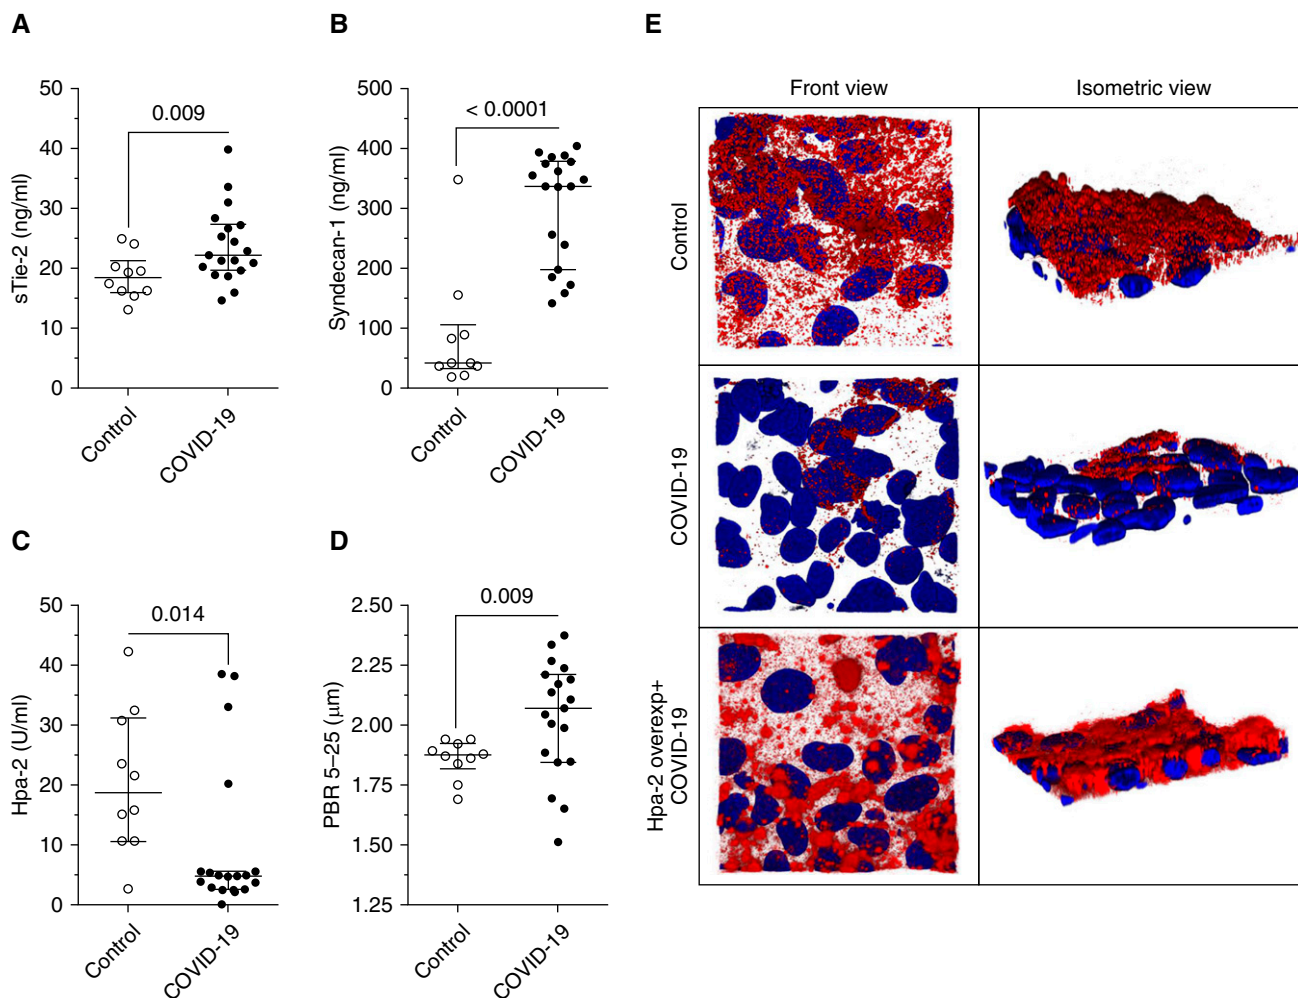 A
50
40
30
20
10
0
sTie-2 (ng/ml)
0.009
Control
COVID-19
B
500
400
300
200
100
0
Syndecan-1 (ng/ml)
< 0.0001
Control
COVID-19
C
50
40
30
20
10
0
Hpa-2 (U/ml)
0.014
Control
COVID-19
D
2.50
2.25
2.00
1.75
1.50
1.25
PBR 5–25 (μm)
0.009
Control
COVID-19
E
Front view
Isometric view
Control
COVID-19
Hpa-2 overexp+
COVID-19